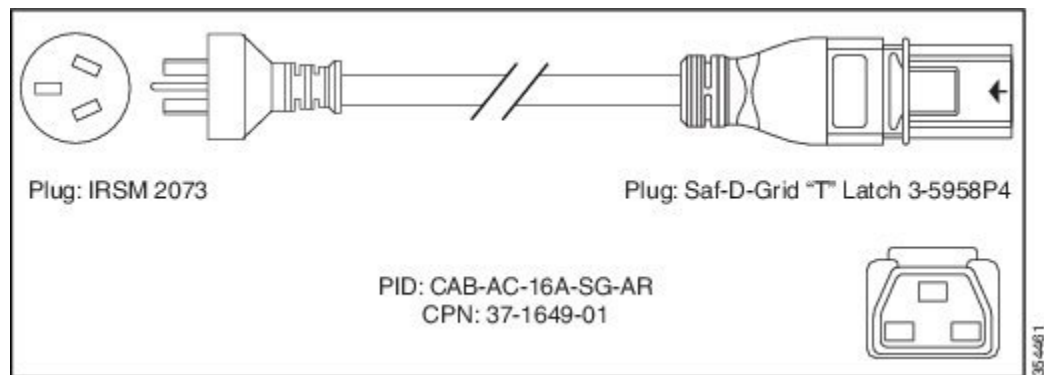 Plug: IRSM 2073
Plug: Saf-D-Grid “T” Latch 3-5958P4
PID: CAB-AC-16A-SG-AR
CPN: 37-1649-01
354461